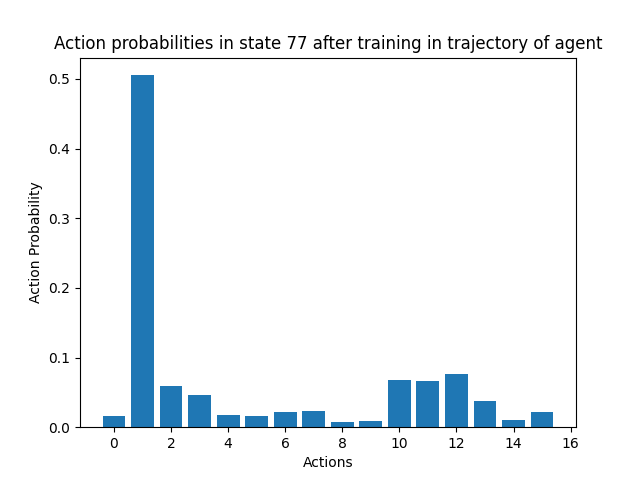 Action probabilities in state 77 after training in trajectory of agent
0.5
0.4
0.3
0.2
0.1
0.0
Action Probability
0 2 4 6 8 10 12 14 16
Actions